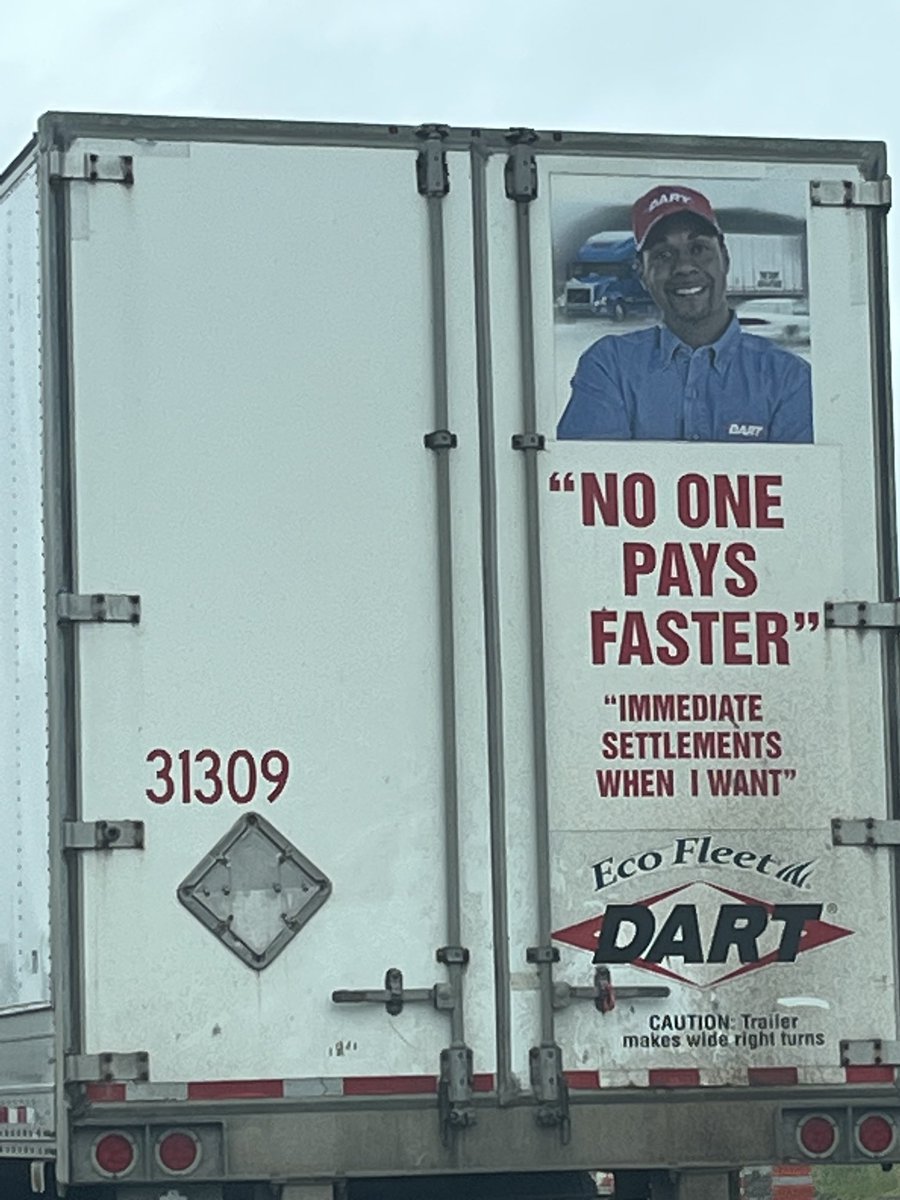 DART
DART
“NO ONE
PAYS
FASTER”
“IMMEDIATE
SETTLEMENTS
WHEN I WANT”
31309
Eco Fleet
DART®
CAUTION: Trailer
makes wide right turns